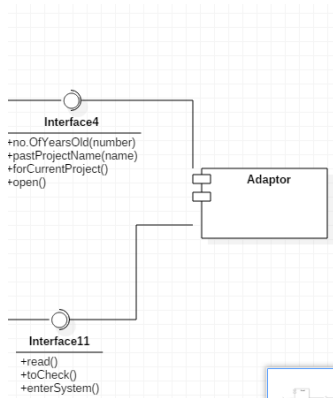 Interface4
+no.OfYearsOld(number)
+pastProjectName(name)
+forCurrentProject()
+open()
Adaptor
Interface11
+read()
+toCheck()
+enterSystem()